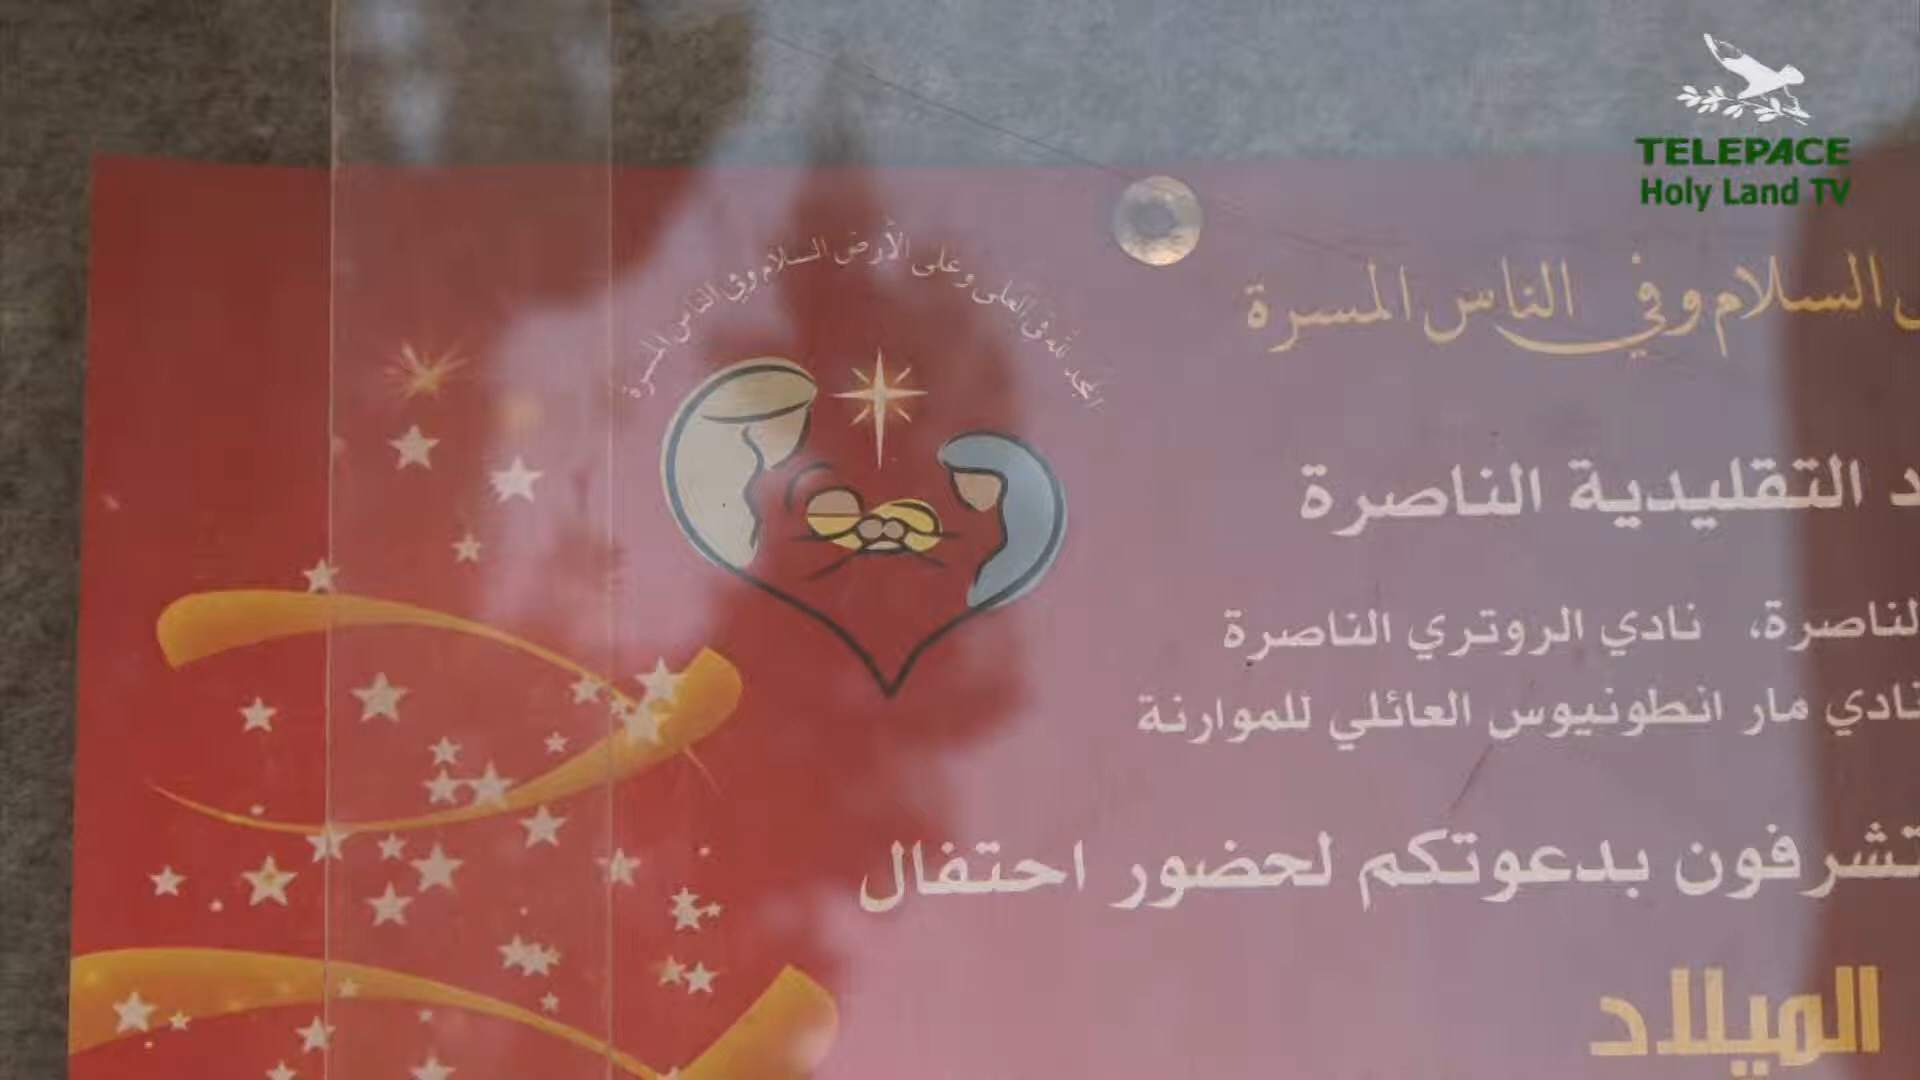 TELEPACE
Holy Land TV
المجد لله في العلى وعلى الأرض السلام وفي الناس المسرة
السلام وفي الناس المسرة
التقليدية الناصرة
الناصرة، نادي الروتري الناصرة
نادي مار انطونيوس العائلي للموارنة
تشرفون بدعوتكم لحضور احتفال
الميلاد